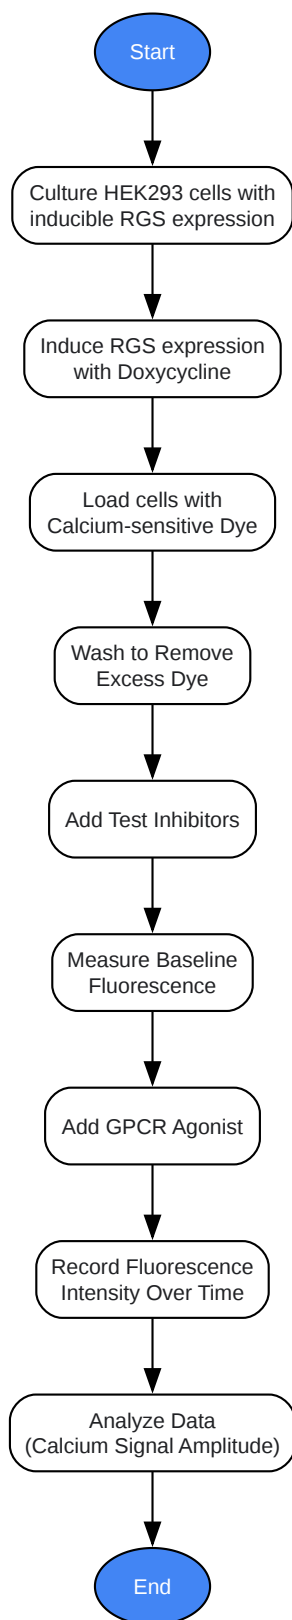 Start
Culture HEK293 cells with
inducible RGS expression
Induce RGS expression
with Doxycycline
Load cells with
Calcium-sensitive Dye
Wash to Remove
Excess Dye
Add Test Inhibitors
Measure Baseline
Fluorescence
Add GPCR Agonist
Record Fluorescence
Intensity Over Time
Analyze Data
(Calcium Signal Amplitude)
End